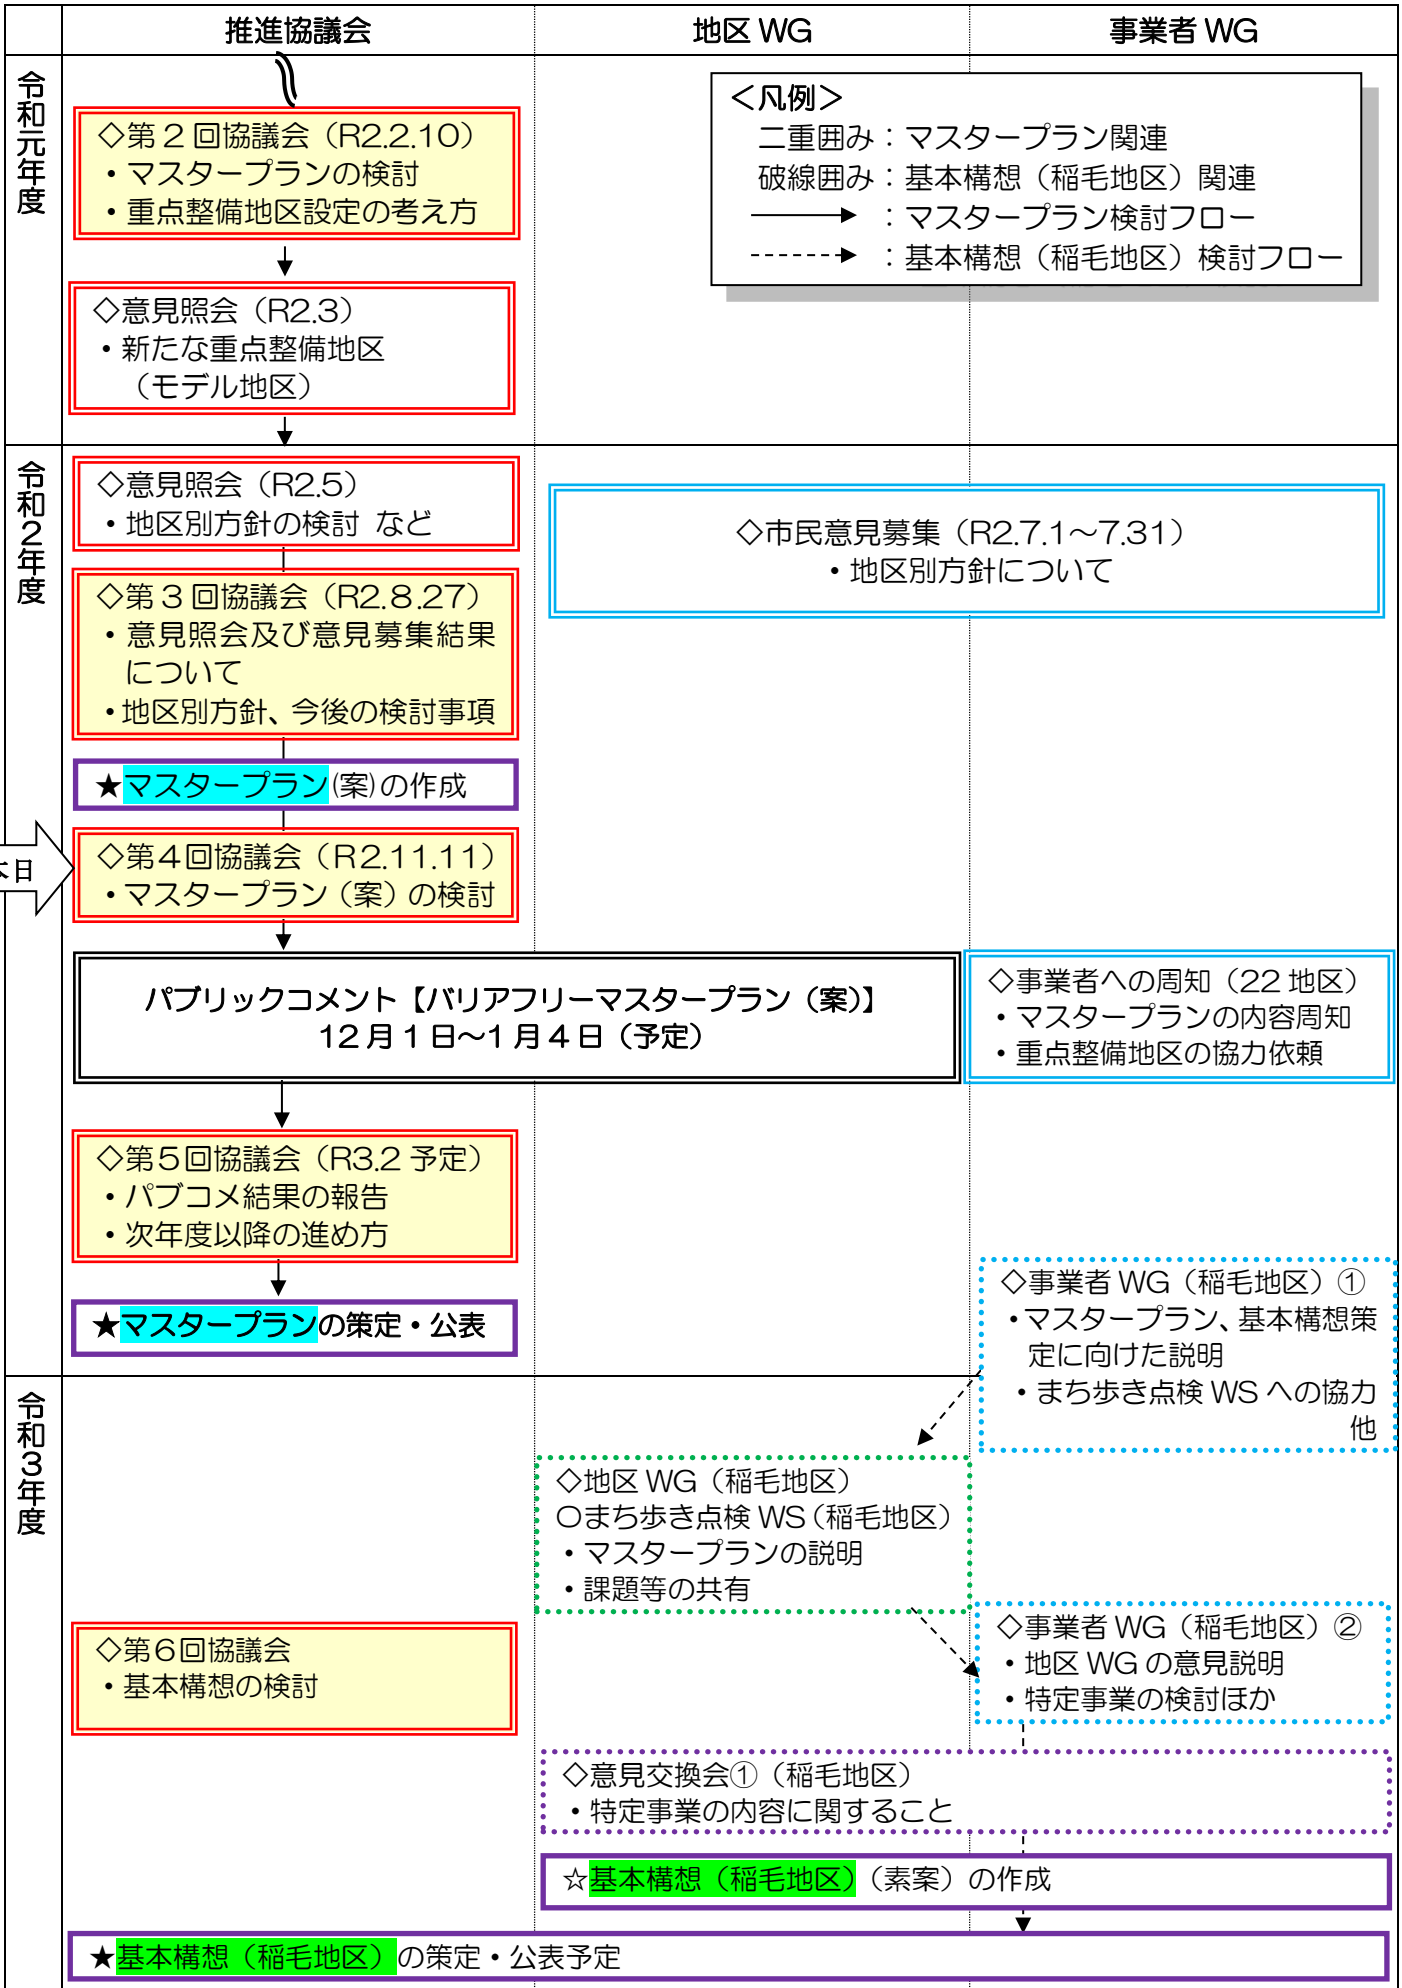 推進協議会
地区 WG
事業者 WG
令和元年度
◇第２回協議会（R2.2.10）
・マスタープランの検討
・重点整備地区設定の考え方
＜凡例＞
二重囲み：マスタープラン関連
破線囲み：基本構想（稲毛地区）関連
：マスタープラン検討フロー
：基本構想（稲毛地区）検討フロー
◇意見照会（R2.3）
・新たな重点整備地区
（モデル地区）
令和２年度
◇意見照会（R2.5）
・地区別方針の検討 など
◇市民意見募集（R2.7.1～7.31）
・地区別方針について
◇第３回協議会（R2.8.27）
・意見照会及び意見募集結果
について
・地区別方針、今後の検討事項
★マスタープラン(案)の作成
本日
◇第４回協議会（R2.11.11）
・マスタープラン（案）の検討
パブリックコメント【バリアフリーマスタープラン（案）】
12月１日～１月４日（予定）
◇事業者への周知（22 地区）
・マスタープランの内容周知
・重点整備地区の協力依頼
◇第５回協議会（R3.2 予定）
・パブコメ結果の報告
・次年度以降の進め方
★マスタープランの策定・公表
◇事業者 WG（稲毛地区）①
・マスタープラン、基本構想策
定に向けた説明
・まち歩き点検 WS への協力
他
令和３年度
◇地区 WG（稲毛地区）
〇まち歩き点検 WS（稲毛地区）
・マスタープランの説明
・課題等の共有
◇第６回協議会
・基本構想の検討
◇事業者 WG（稲毛地区）②
・地区 WG の意見説明
・特定事業の検討ほか
◇意見交換会①（稲毛地区）
・特定事業の内容に関すること
☆基本構想（稲毛地区）（素案）の作成
★基本構想（稲毛地区）の策定・公表予定